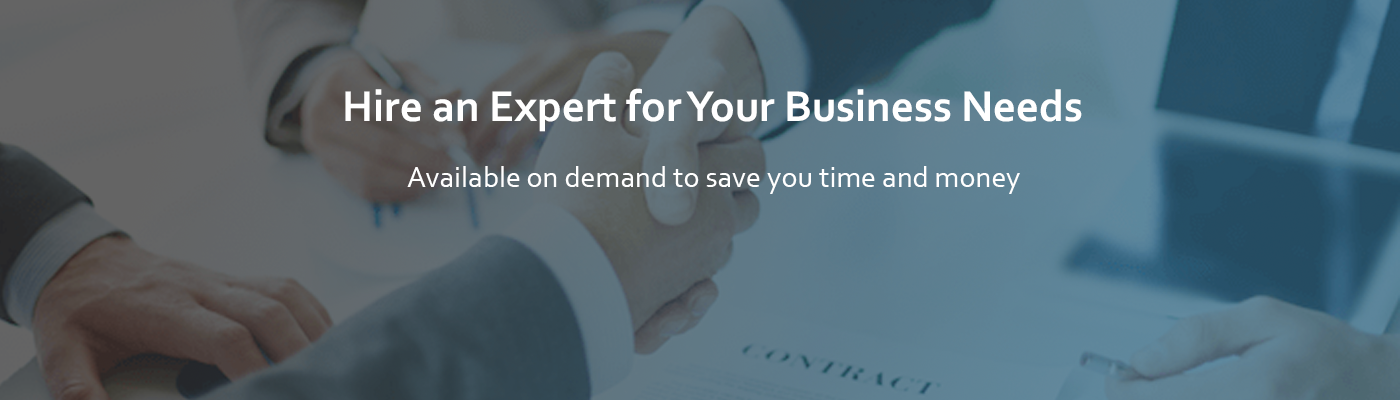 Hire an Expert for Your Business Needs
Available on demand to save you time and money
CONTRACT